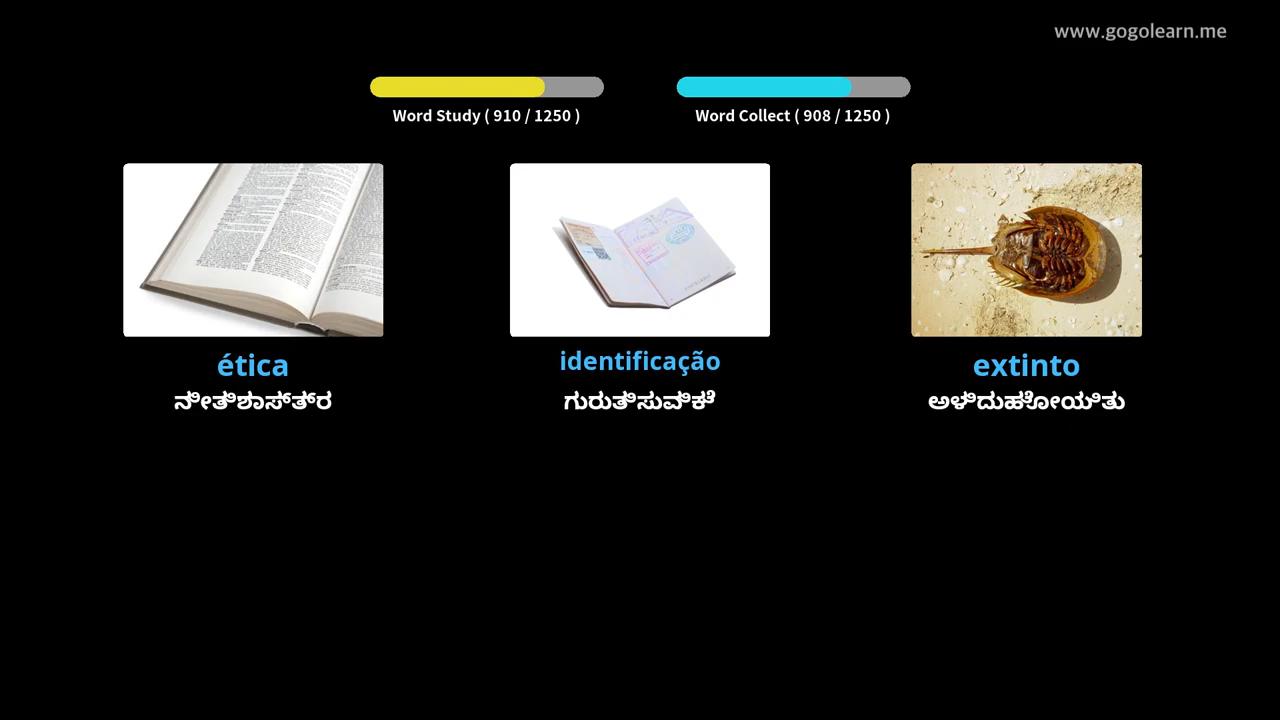 www.gogolearn.me
Word Study ( 910 / 1250 )
Word Collect ( 908 / 1250 )
ética
identificação
extinto
ನೀತಿಶಾಸ್ತ್ರ
ಗುರುತಿಸುವಿಕೆ
ಅಳಿದುಹೋಯಿತು